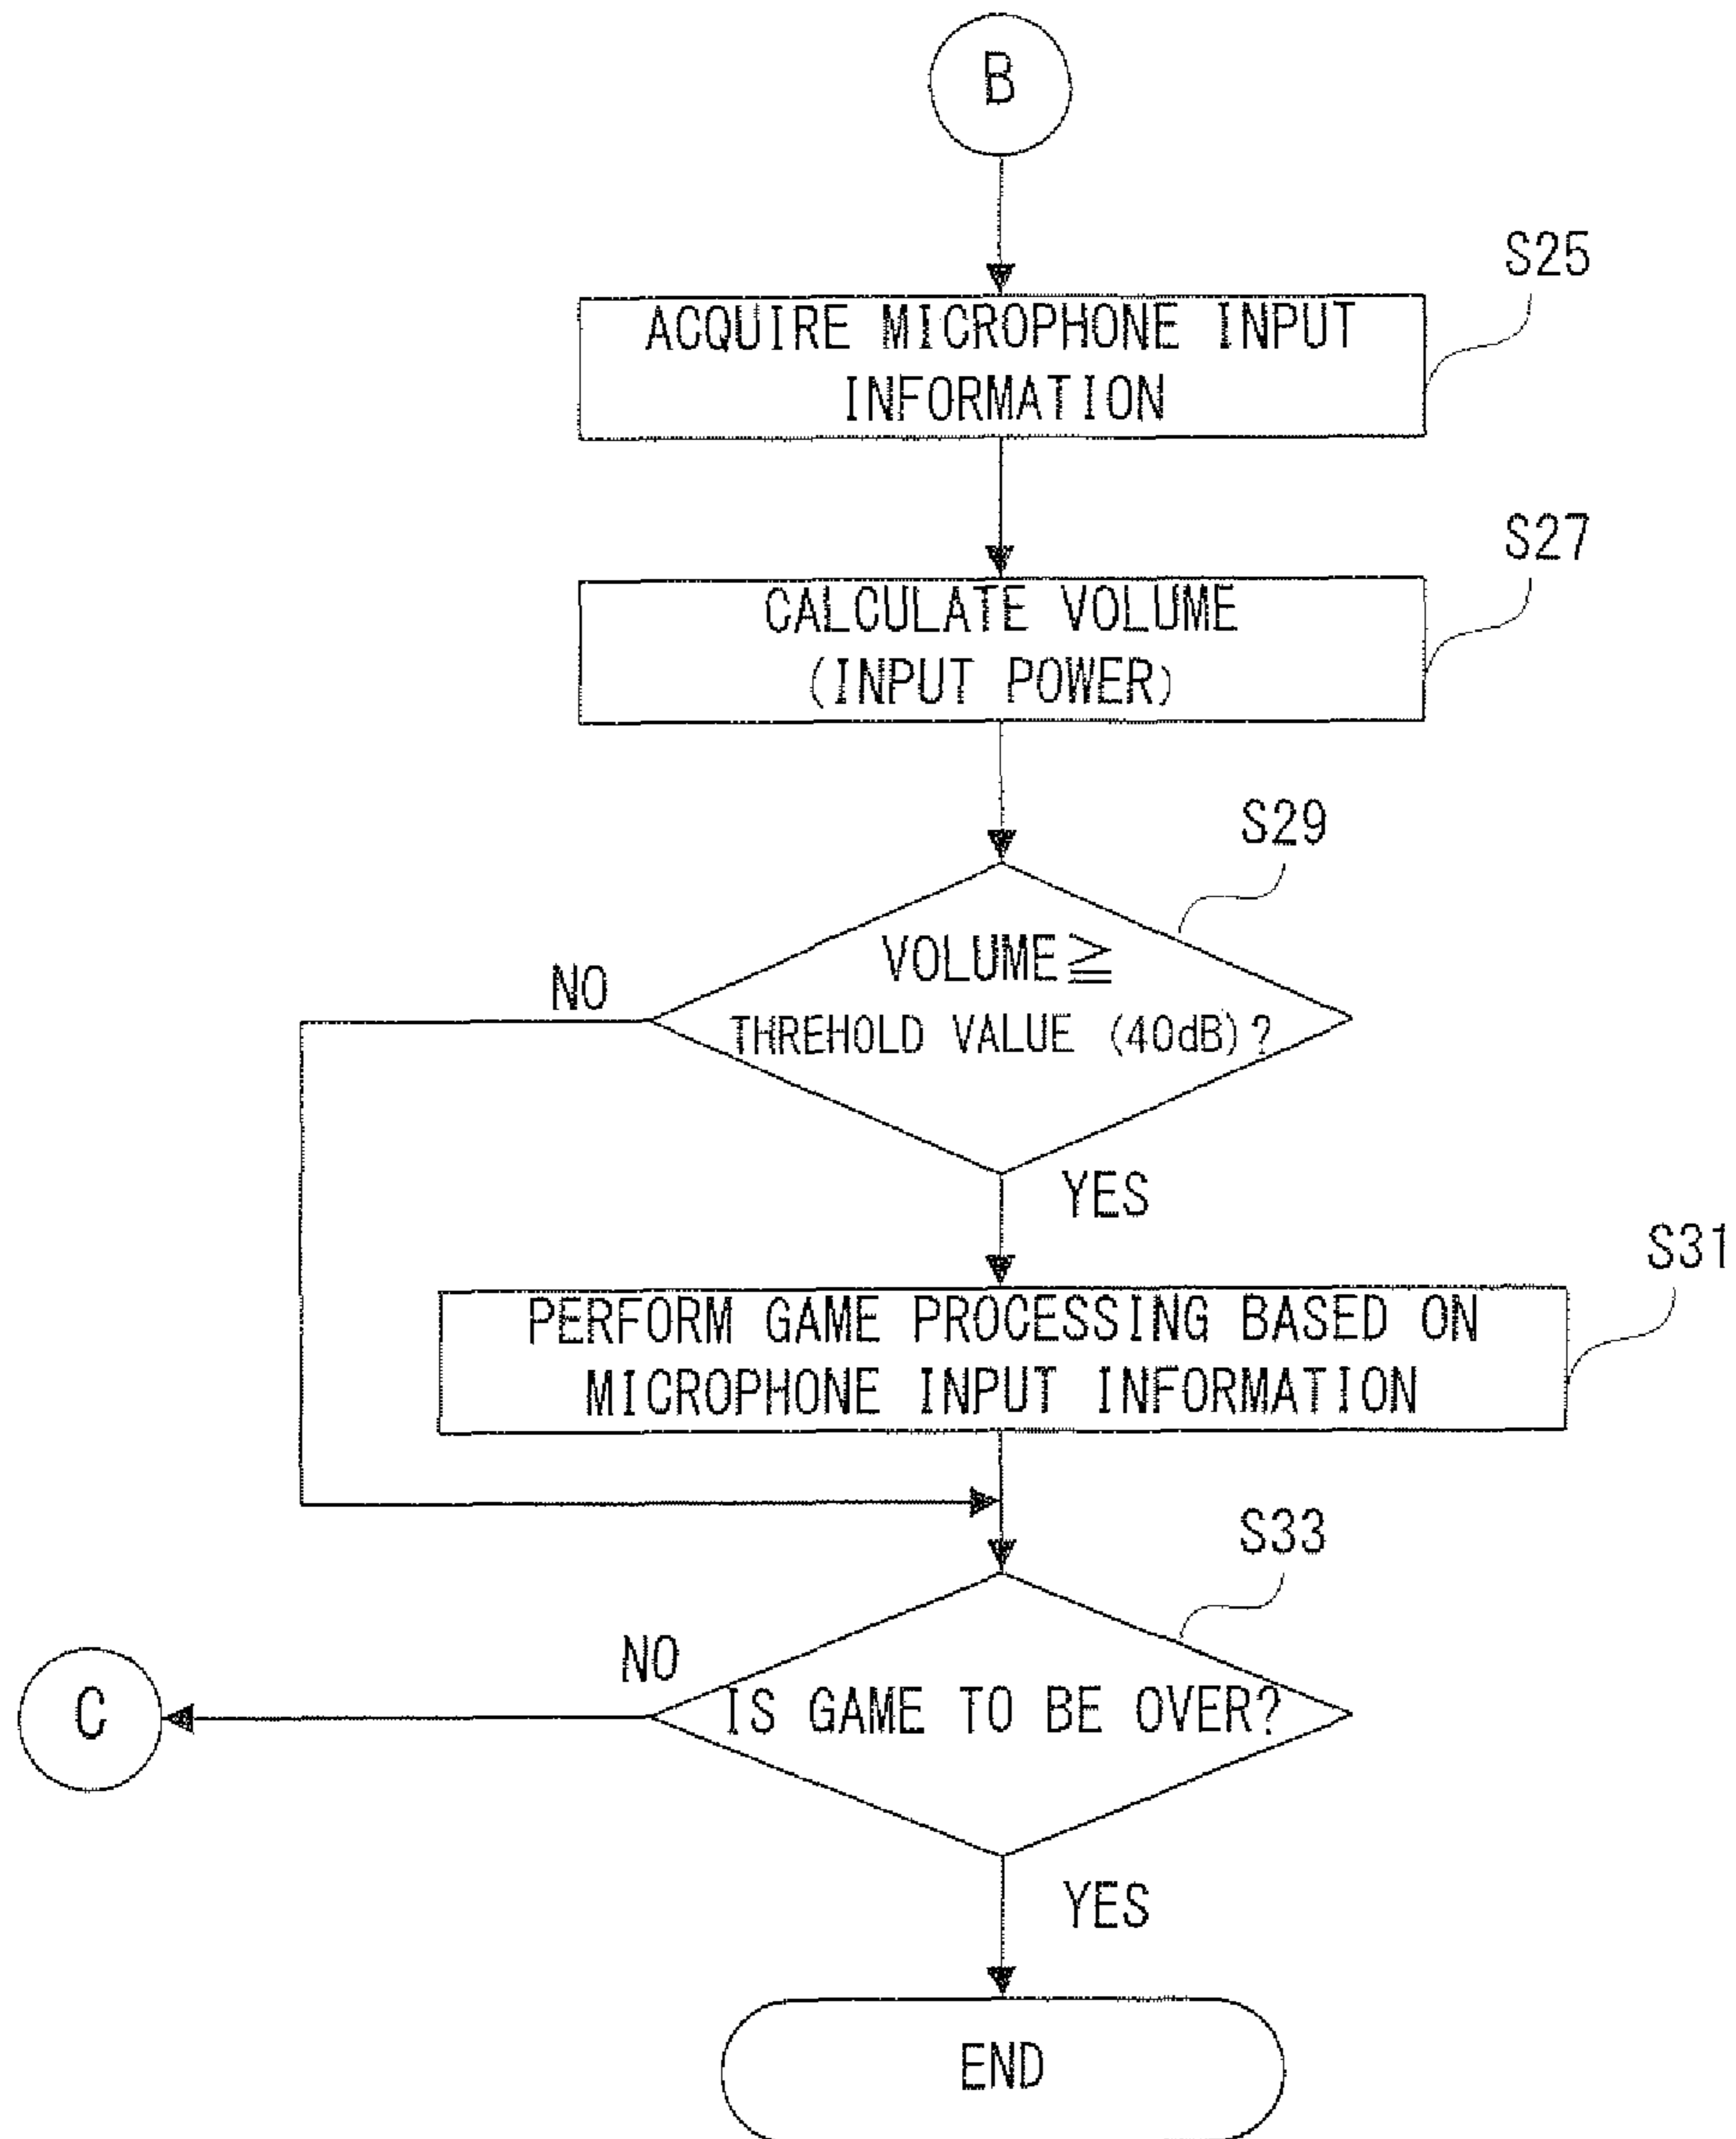 B
S25
ACQUIRE MICROPHONE INPUT
INFORMATION
S27
CALCULATE VOLUME
(INPUT POWER)
S29
VOLUME≧
THREHOLD VALUE (40dB)?
NO
YES
S31
PERFORM GAME PROCESSING BASED ON
MICROPHONE INPUT INFORMATION
S33
IS GAME TO BE OVER?
NO
C
YES
END